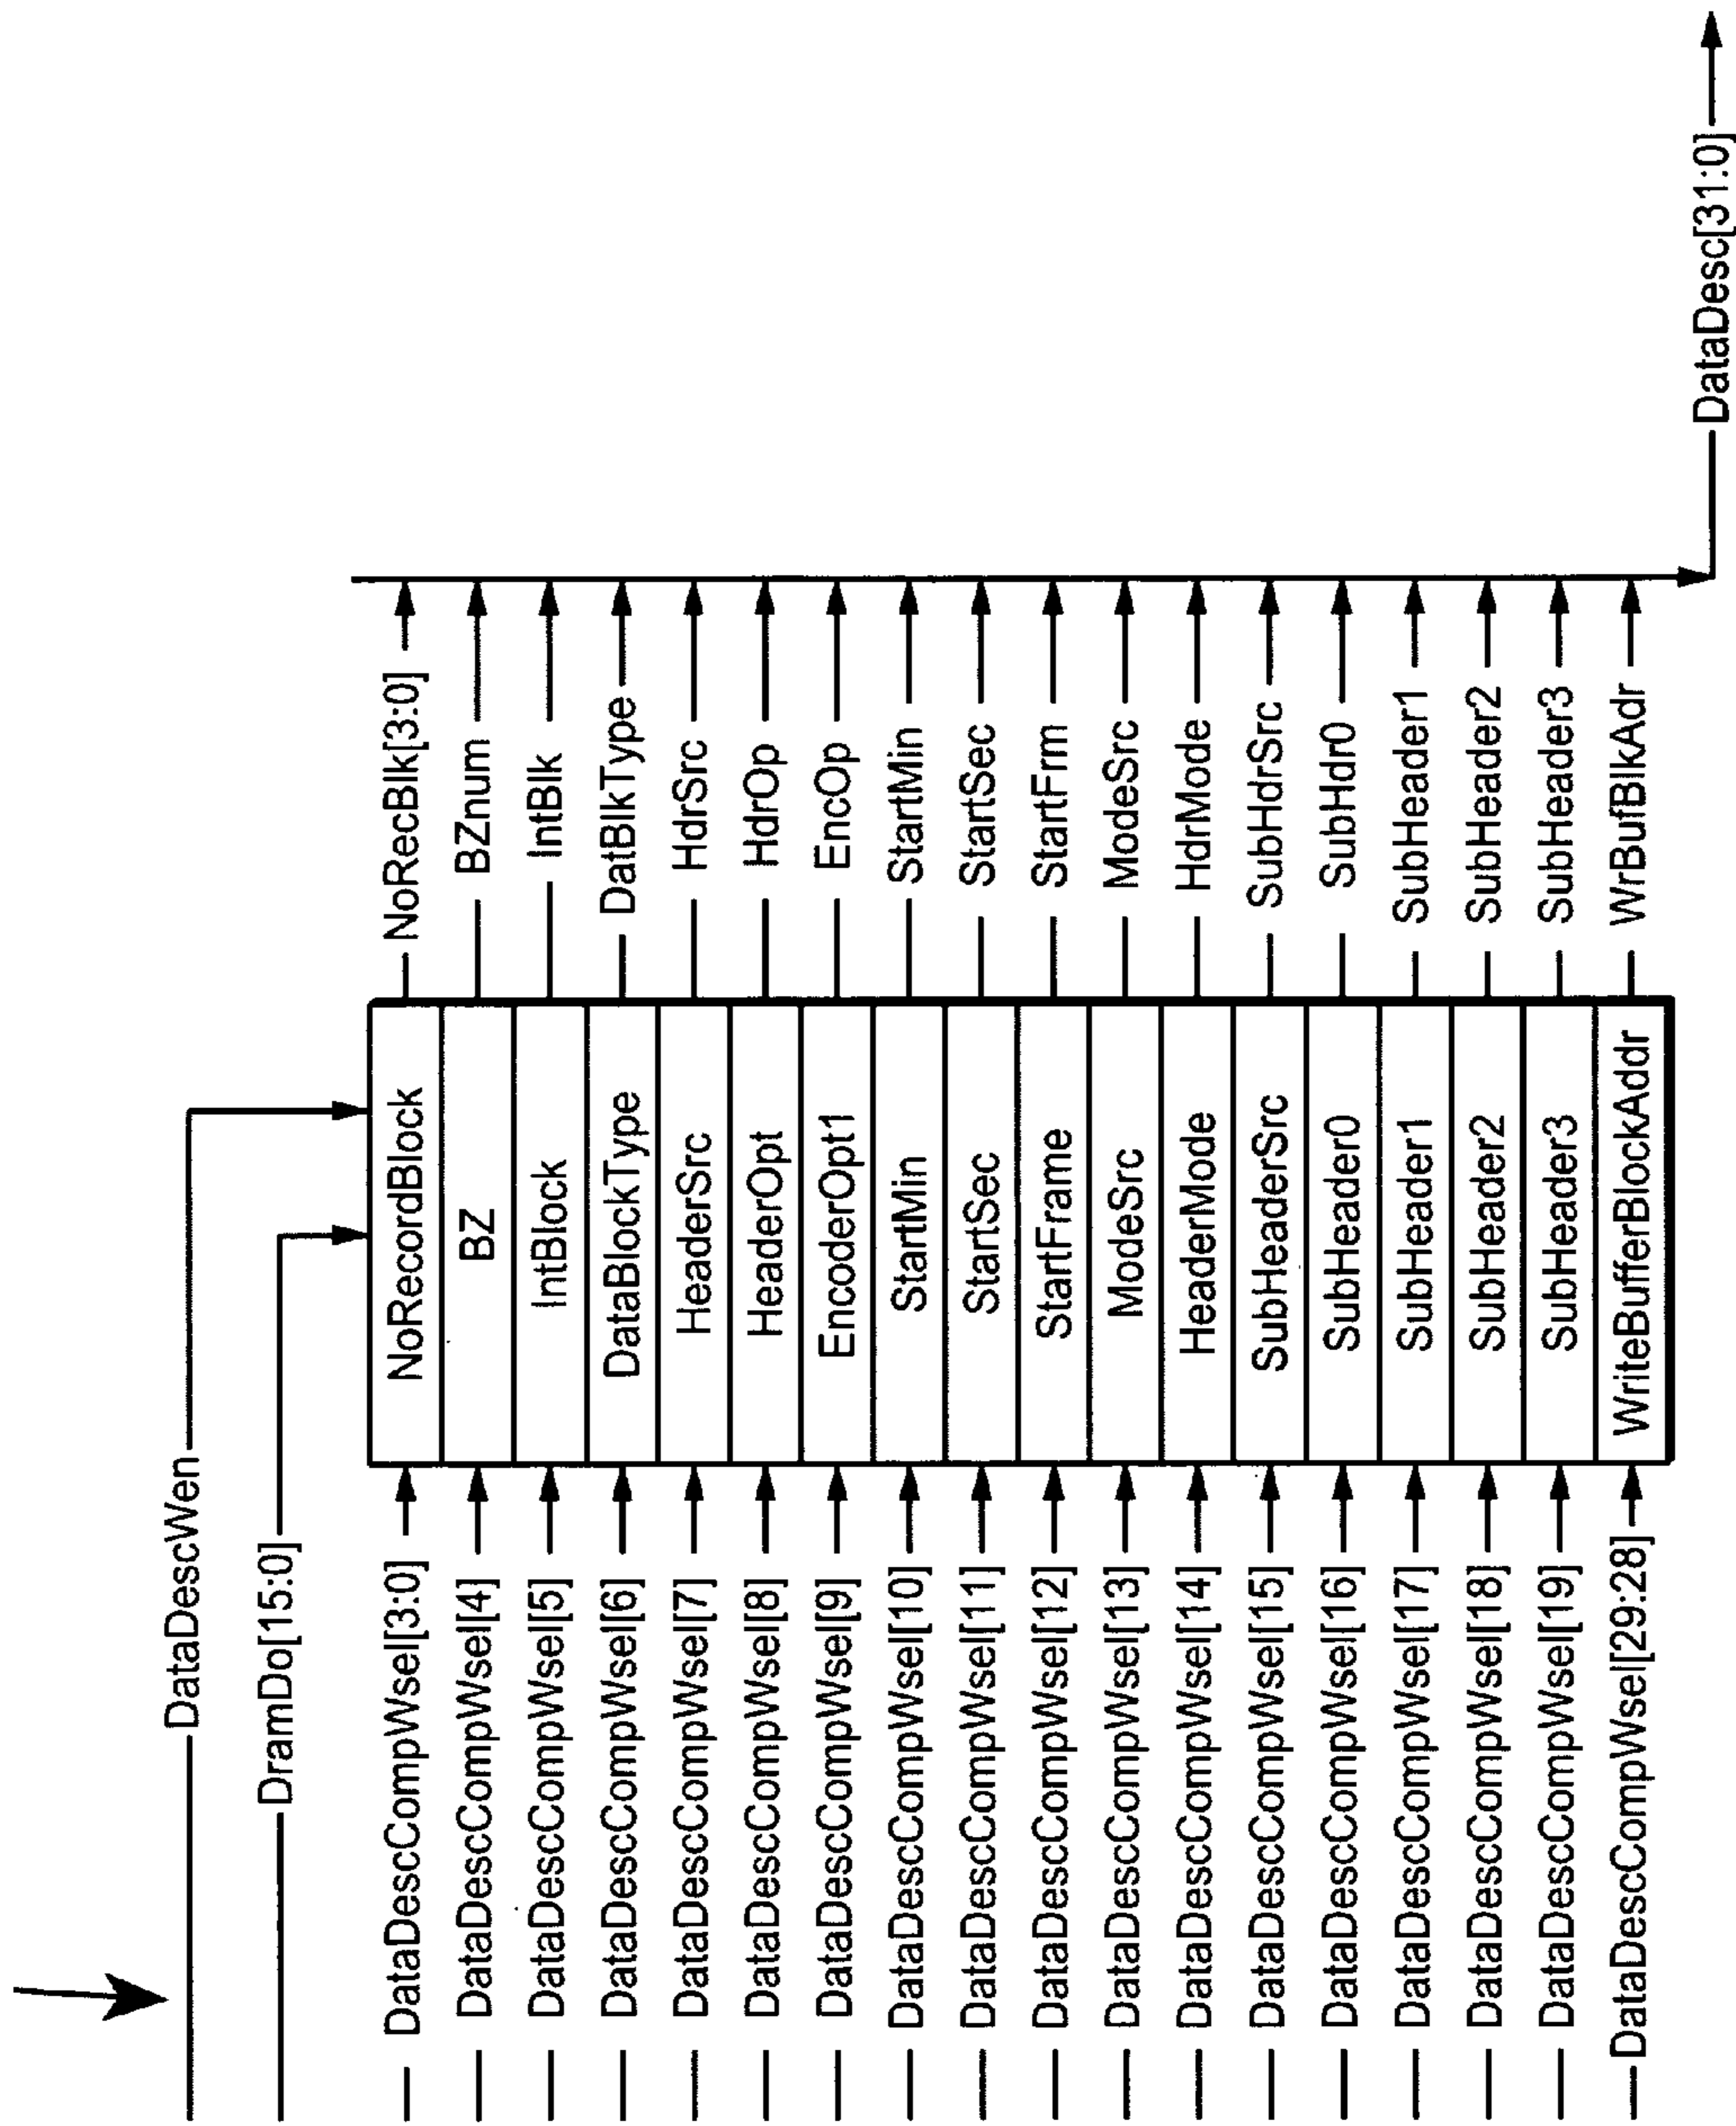 DataDescWen
DramDo[15:0]
DataDescCompWsel[3:0] NoRecordBlock NoRecBlk[3:0]
DataDescCompWsel[4] BZ BZnum
DataDescCompWsel[5] IntBlock IntBlk
DataDescCompWsel[6] DataBlockType DatBlkType
DataDescCompWsel[7] HeaderSrc HdrSrc
DataDescCompWsel[8] HeaderOpt HdrOp
DataDescCompWsel[9] EncoderOpt1 EncOp
DataDescCompWsel[10] StartMin StartMin
DataDescCompWsel[11] StartSec StartSec
DataDescCompWsel[12] StartFrame StartFrm
DataDescCompWsel[13] ModeSrc ModeSrc
DataDescCompWsel[14] HeaderMode HdrMode
DataDescCompWsel[15] SubHeaderSrc SubHdrSrc
DataDescCompWsel[16] SubHeader0 SubHdr0
DataDescCompWsel[17] SubHeader1 SubHeader1
DataDescCompWsel[18] SubHeader2 SubHeader2
DataDescCompWsel[19] SubHeader3 SubHeader3
DataDescCompWsel[29:28] WriteBufferBlockAddr WrBufBlkAdr
DataDesc[31:0]